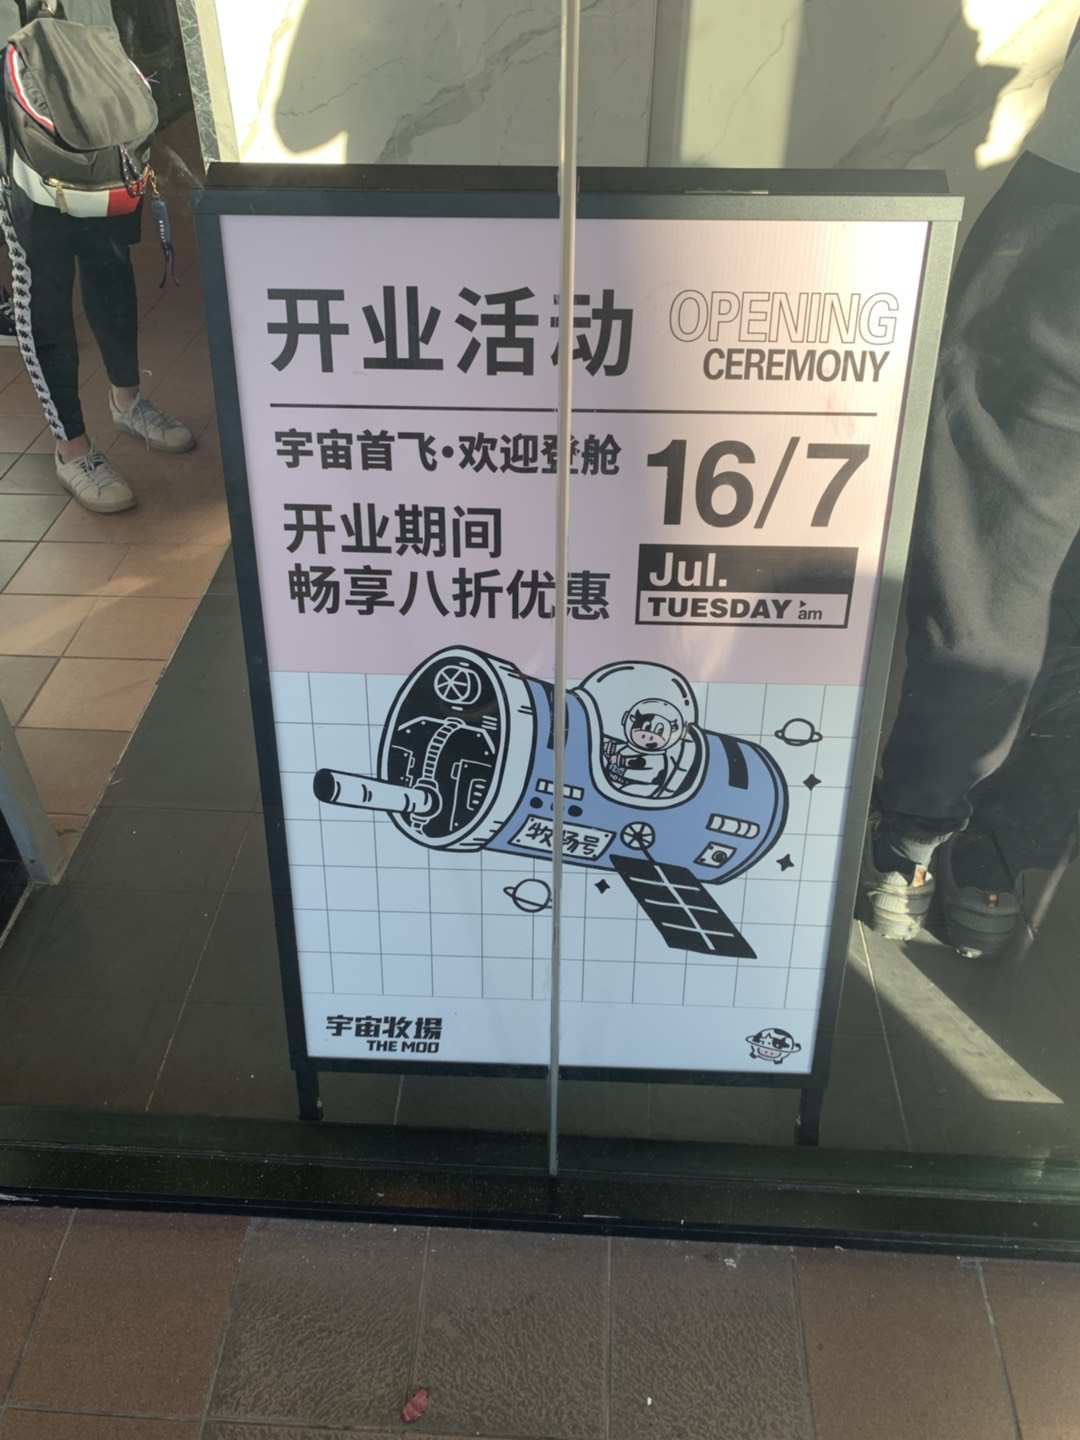 开业活动
OPENING
CEREMONY
宇宙首飞·欢迎登舱
16/7
开业期间
畅享八折优惠
Jul.
TUESDAY am
牧场号
宇宙牧場
THE MOO